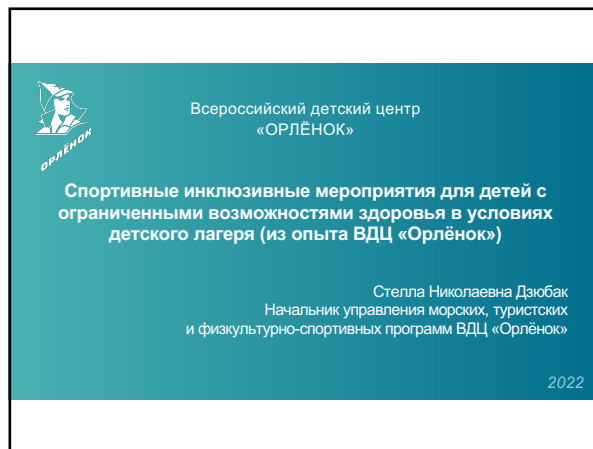 ОРЛЁНОК
Всероссийский детский центр
«ОРЛЁНОК»
Спортивные инклюзивные мероприятия для детей с
ограниченными возможностями здоровья в условиях
детского лагеря (из опыта ВДЦ «Орлёнок»)
Стелла Николаевна Дзюбак
Начальник управления морских, туристских
и физкультурно-спортивных программ ВДЦ «Орлёнок»
2022